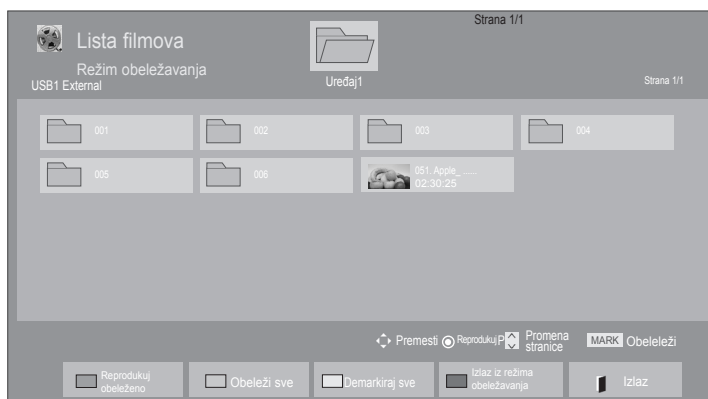 Strana 1/1
Lista filmova
Režim obeležavanja
USB1 External
Uređaj1
Strana 1/1
001
002
003
004
005
006
051. Apple_ ......
02:30:25
Premesti
Reprodukuj
P
Promena
stranice
MARK
Obeleleži
Reprodukuj
obeleženo
Obeleži sve
Demarkiraj sve
Izlaz iz režima
obeležavanja
Izlaz